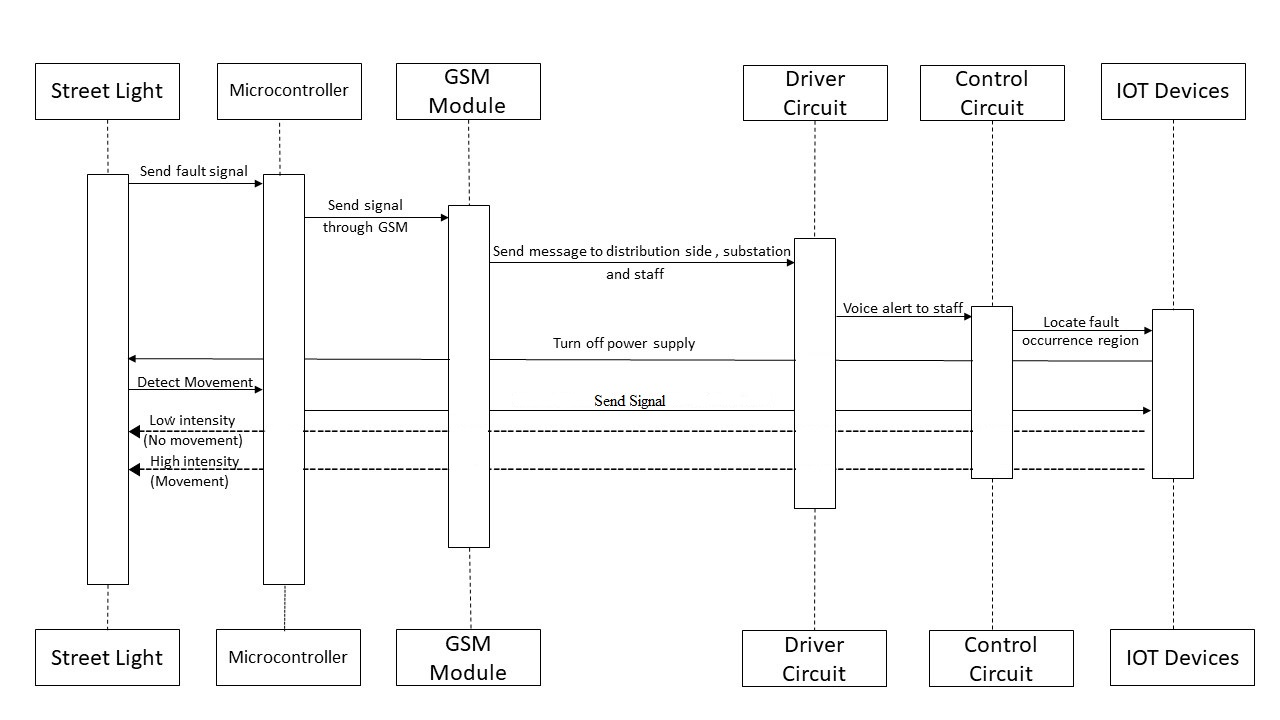 Street Light
Microcontroller
GSM
Module
Driver
Circuit
Control
Circuit
IOT Devices
Send fault signal
Send signal
through GSM
Send message to distribution side , substation
and staff
Voice alert to staff
Locate fault
occurrence region
Turn off power supply
Detect Movement
Send Signal
Low intensity
(No movement)
High intensity
(Movement)
Street Light
Microcontroller
GSM
Module
Driver
Circuit
Control
Circuit
IOT Devices